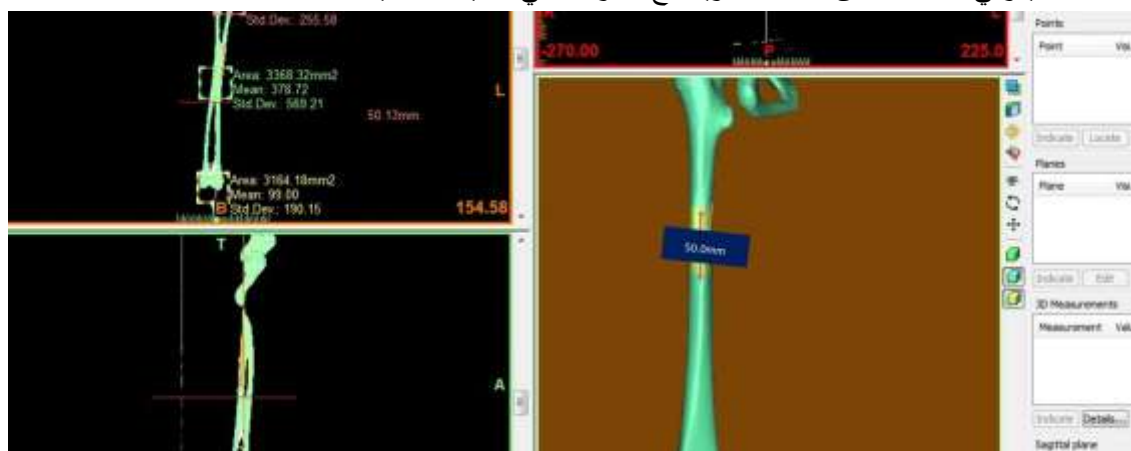 Std.Dev: 255.58
Area: 3368.32mm2
Mean: 378.72
Std.Dev: 569.21
L
50.13mm
Area: 3164.18mm2
Mean: 99.00
B Std.Dev.: 190.15
154.58
T
A
-270.00
P
225.0
50.0mm
Points
Point
Indicate
Locate
Planes
Plane
Indicate
Edit
3D Measurements
Measurement
Indicate
Details...
Sagittal plane